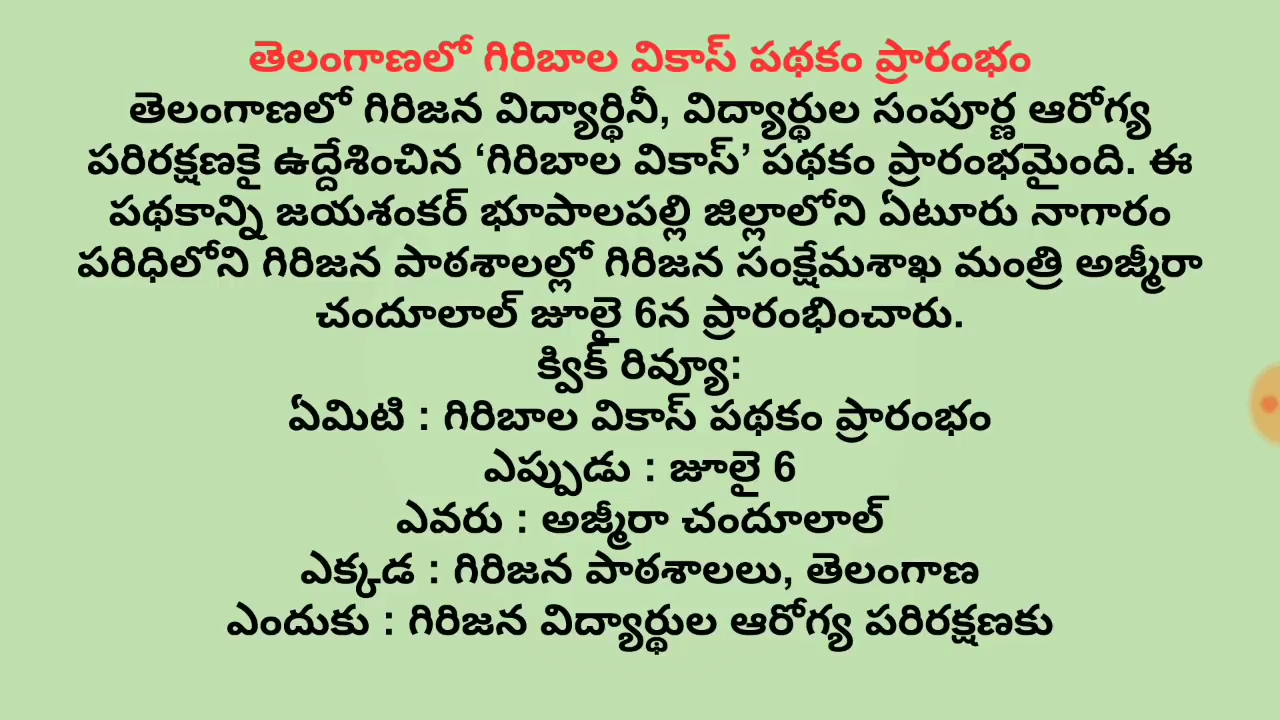 తెలంగాణలో గిరిబాల వికాస్ పథకం ప్రారంభం
తెలంగాణలో గిరిజన విద్యార్థినీ, విద్యార్థుల సంపూర్ణ ఆరోగ్య
పరిరక్షణకై ఉద్దేశించిన ‘గిరిబాల వికాస్’ పథకం ప్రారంభమైంది. ఈ
పథకాన్ని జయశంకర్ భూపాలపల్లి జిల్లాలోని ఏటూరు నాగారం
పరిధిలోని గిరిజన పాఠశాలల్లో గిరిజన సంక్షేమశాఖ మంత్రి అజ్మీరా
చందూలాల్ జూలై 6న ప్రారంభించారు.
క్విక్ రివ్యూ:
ఏమిటి : గిరిబాల వికాస్ పథకం ప్రారంభం
ఎప్పుడు : జూలై 6
ఎవరు : అజ్మీరా చందూలాల్
ఎక్కడ : గిరిజన పాఠశాలలు, తెలంగాణ
ఎందుకు : గిరిజన విద్యార్థుల ఆరోగ్య పరిరక్షణకు